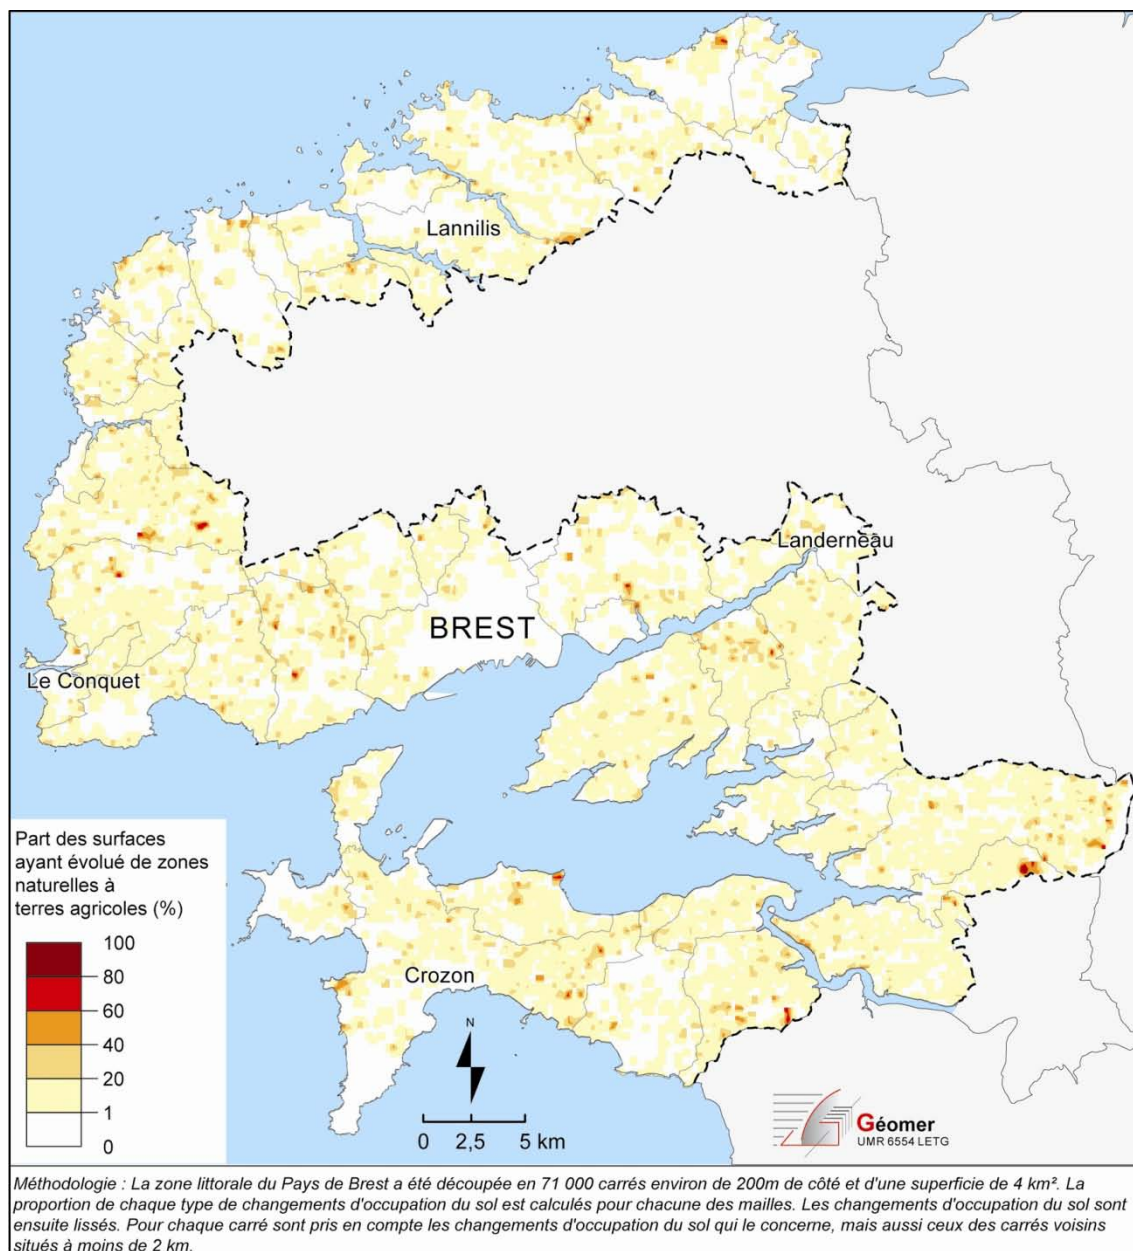 Lannilis
Landerneau
BREST
Le Conquet
Part des surfaces
ayant évolué de zones
naturelles à
terres agricoles (%)
100
80
60
40
20
1
0
Crozon
N
0 2,5 5 km
Géomer
UMR 6554 LETG
Méthodologie : La zone littorale du Pays de Brest a été découpée en 71 000 carrés environ de 200m de côté et d'une superficie de 4 km². La
proportion de chaque type de changements d'occupation du sol est calculés pour chacune des mailles. Les changements d'occupation du sol sont
ensuite lissés. Pour chaque carré sont pris en compte les changements d'occupation du sol qui le concerne, mais aussi ceux des carrés voisins
situés à moins de 2 km.